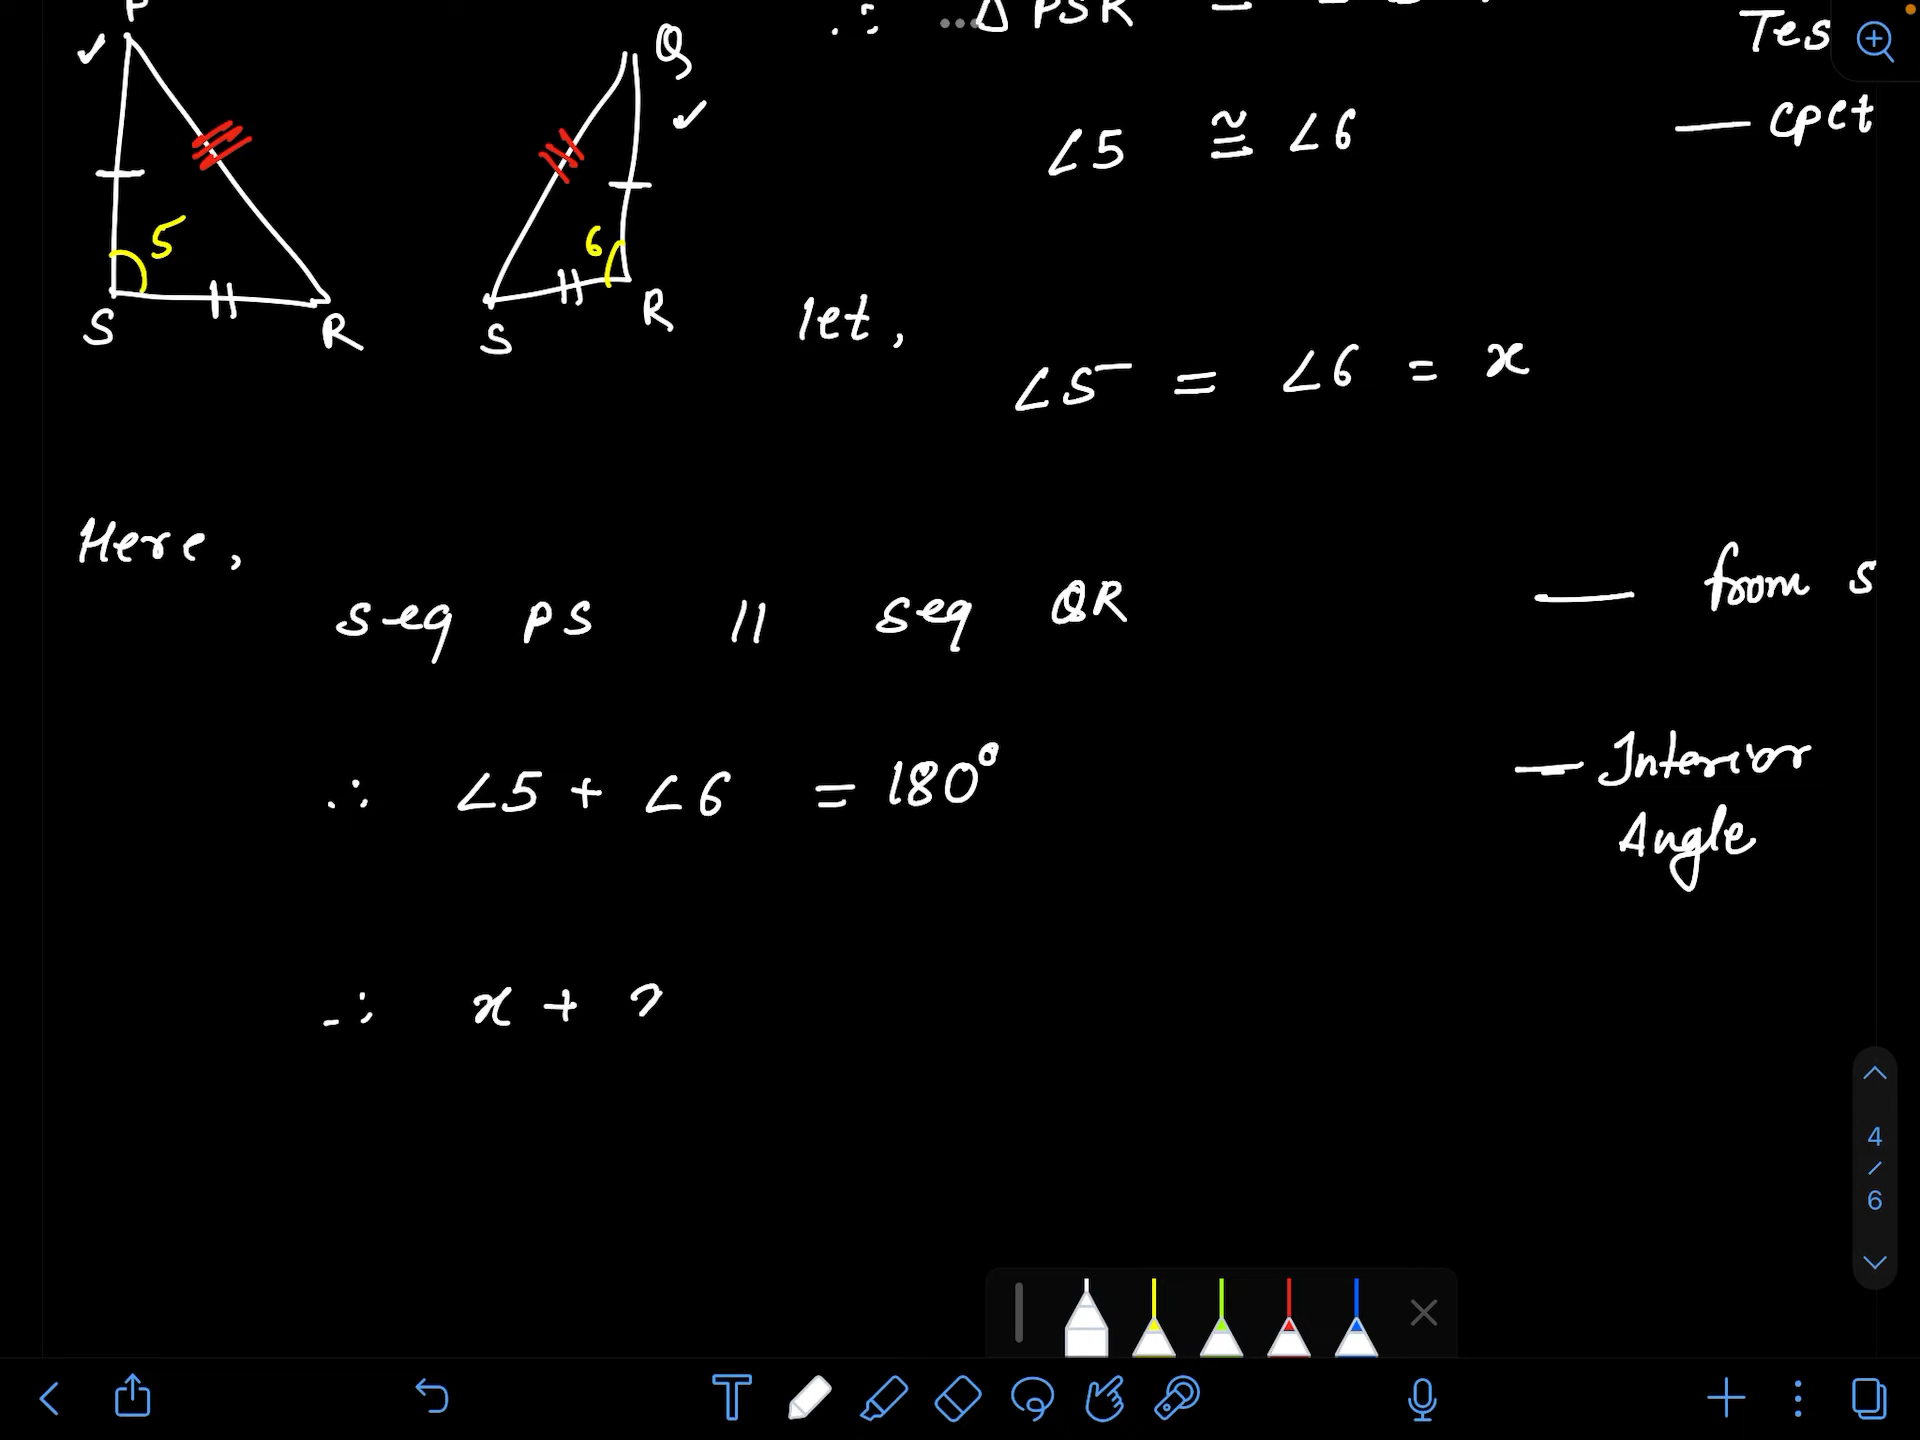 P
∴ Δ PSR
Tes
Q
∠5 ≅ ∠6 — cpct
5
6
S R
S R
let,
∠5 = ∠6 = x
Here,
seg PS || seg QR — from s
∴ ∠5 + ∠6 = 180° — Interior
Angle
∴ x +
4
/
6